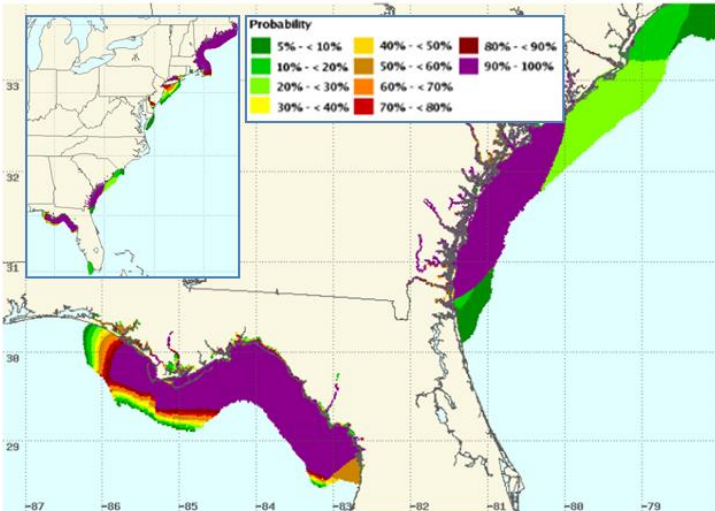 Probability
5% - < 10%
10% - < 20%
20% - < 30%
30% - < 40%
40% - < 50%
50% - < 60%
60% - < 70%
70% - < 80%
80% - < 90%
90% - 100%
33
32
31
30
29
-87 -86 -85 -84 -83 -82 -81 -80 -79